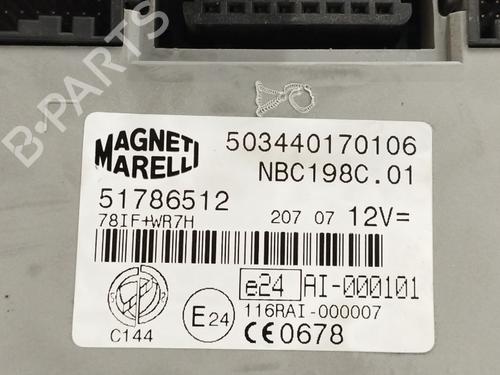 B-PARTS
MAGNETI MARELLI
503440170106
NBC198C.01
51786512
78IF+WR7H
207 07 12V=
e24 AI-000101
116RAI-000007
E24
C144
CE0678